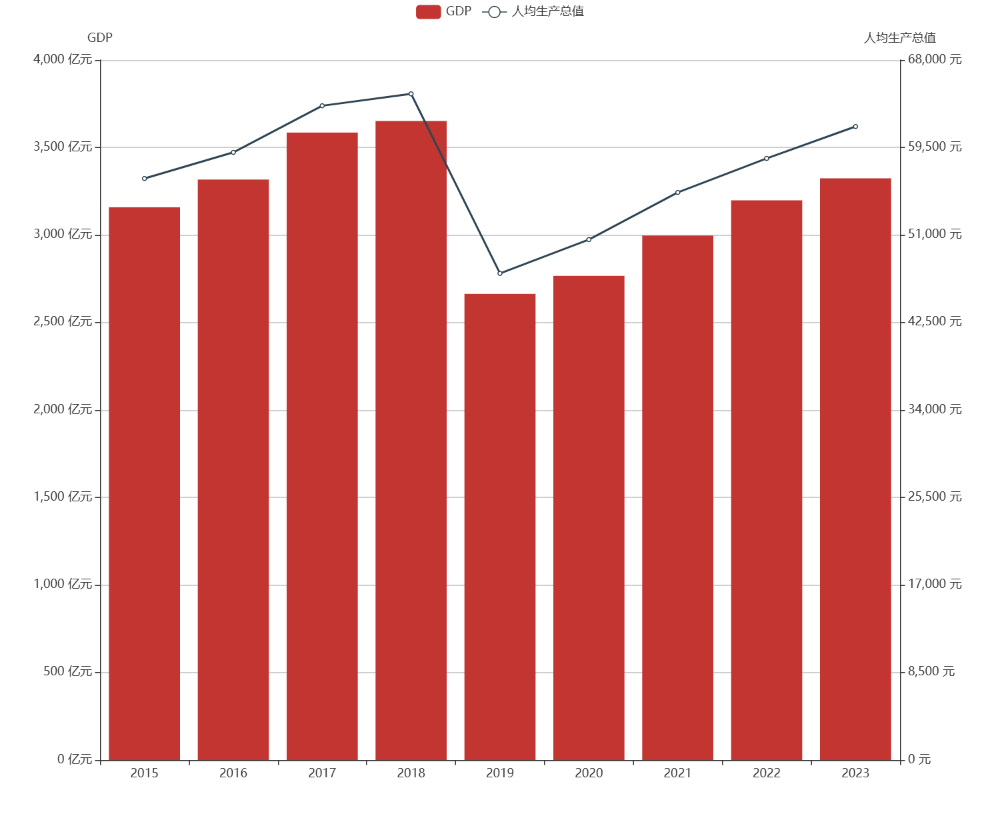 GDP 人均生产总值
GDP 人均生产总值
4,000 亿元 68,000 元
3,500 亿元 59,500 元
3,000 亿元 51,000 元
2,500 亿元 42,500 元
2,000 亿元 34,000 元
1,500 亿元 25,500 元
1,000 亿元 17,000 元
500 亿元 8,500 元
0 亿元 0 元
2015 2016 2017 2018 2019 2020 2021 2022 2023